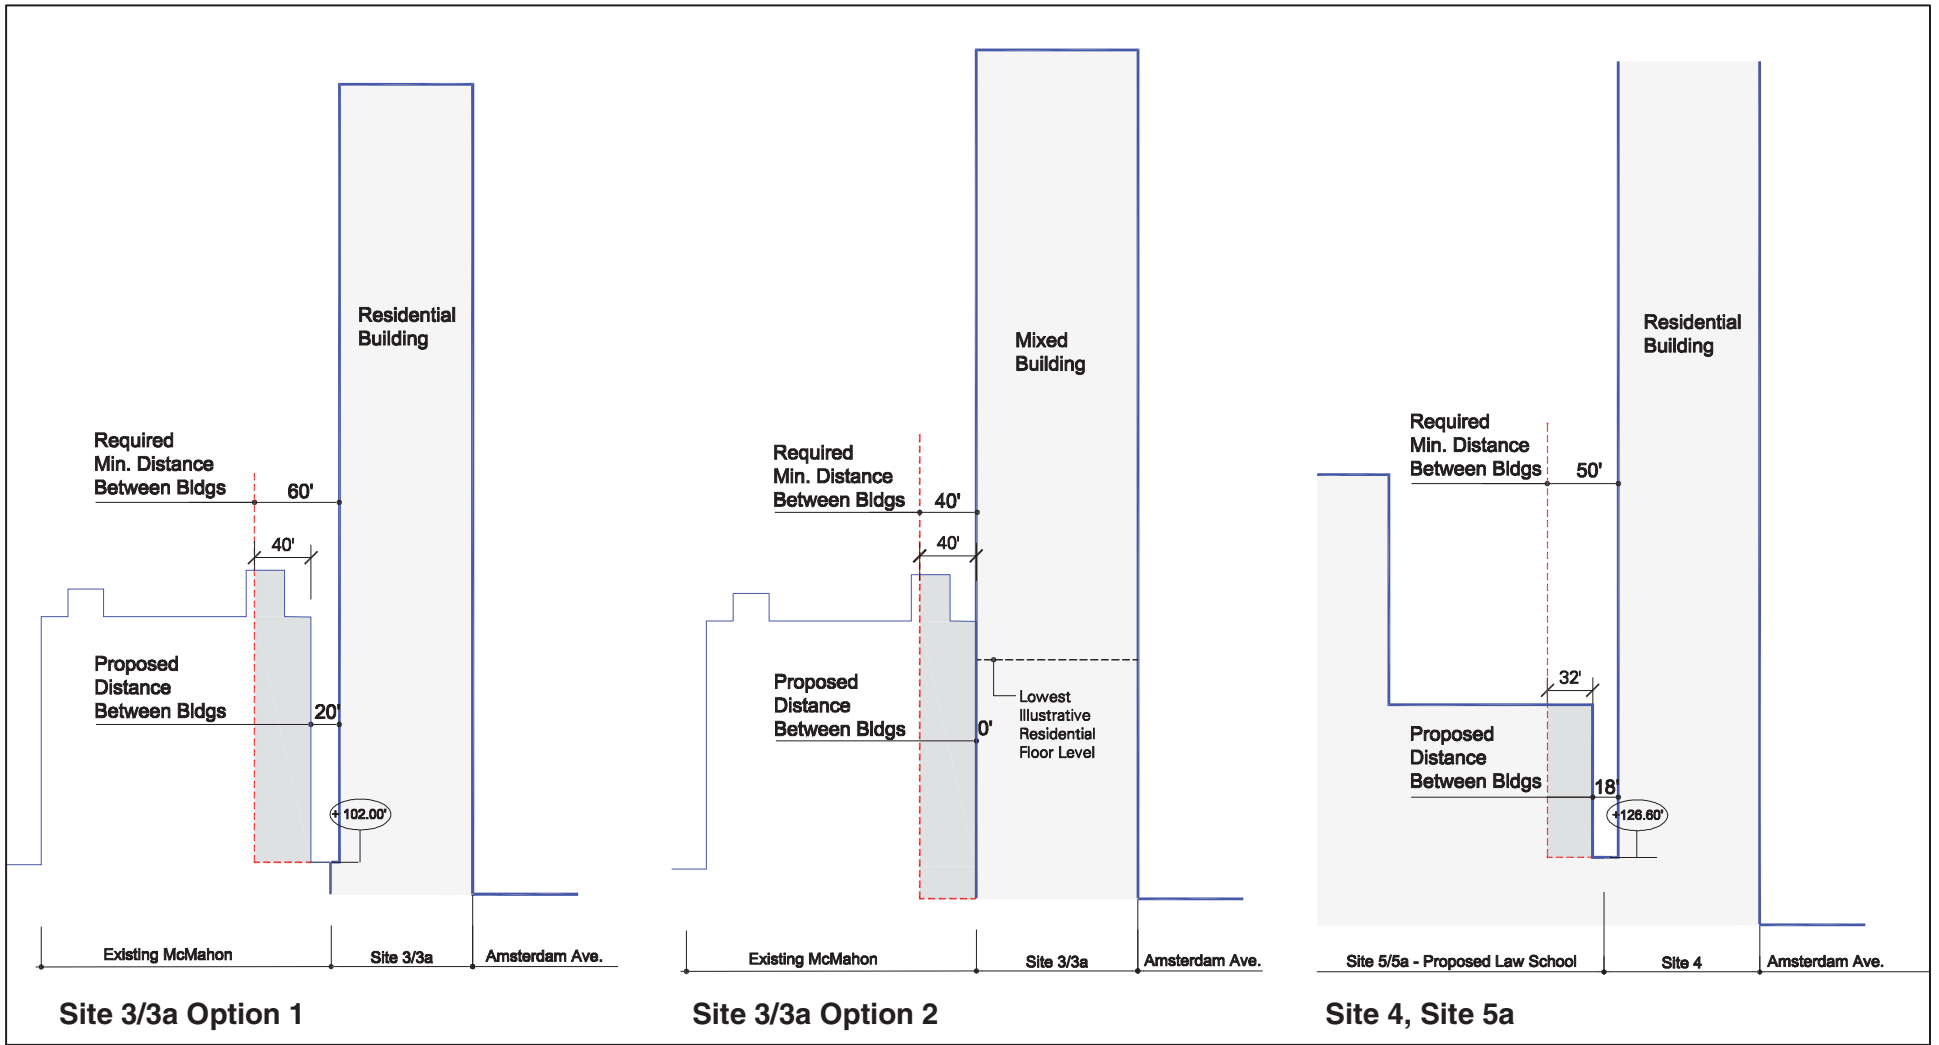 Residential
Building
Required
Min. Distance
Between Bldgs
60'
40'
Proposed
Distance
Between Bldgs
20'
+ 102.00'
Existing McMahon
Site 3/3a
Amsterdam Ave.
Site 3/3a Option 1
Mixed
Building
Required
Min. Distance
Between Bldgs
40'
40'
Proposed
Distance
Between Bldgs
0'
Lowest
Illustrative
Residential
Floor Level
Existing McMahon
Site 3/3a
Amsterdam Ave.
Site 3/3a Option 2
Residential
Building
Required
Min. Distance
Between Bldgs
50'
32'
Proposed
Distance
Between Bldgs
18'
+126.60'
Site 5/5a - Proposed Law School
Site 4
Amsterdam Ave.
Site 4, Site 5a